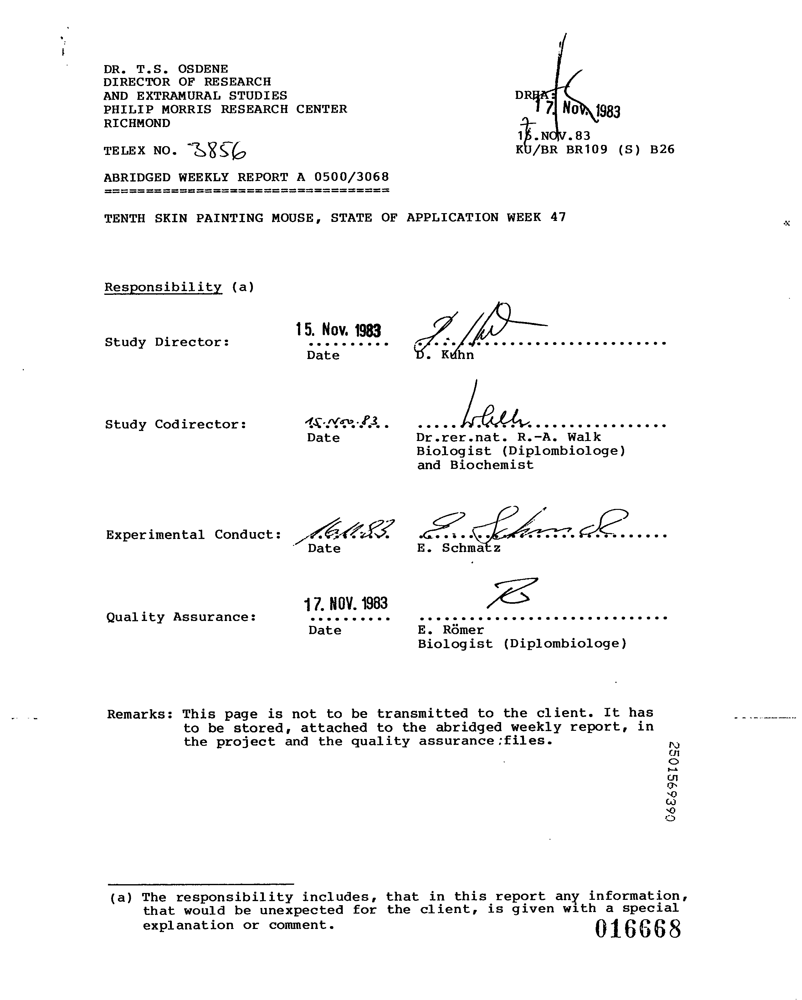 DR. T.S. OSDENE
DIRECTOR OF RESEARCH
AND EXTRAMURAL STUDIES
PHILIP MORRIS RESEARCH CENTER
RICHMOND
TELEX NO. 3856
17. Nov. 1983
.NOV.83
KU/BR BR109 (S) B26
ABRIDGED WEEKLY REPORT A 0500/3068
==================================
TENTH SKIN PAINTING MOUSE, STATE OF APPLICATION WEEK 47
Responsibility (a)
Study Director:
15. Nov. 1983
Date
D. Kuhn
Study Codirector:
15. Nov. 83
Date
Dr.rer.nat. R.-A. Walk
Biologist (Diplombiologe)
and Biochemist
Experimental Conduct:
16.11.83.
Date
E. Schmatz
Quality Assurance:
17. NOV. 1983
Date
E. Römer
Biologist (Diplombiologe)
Remarks: This page is not to be transmitted to the client. It has
to be stored, attached to the abridged weekly report, in
the project and the quality assurance ;files.
2501569390
(a) The responsibility includes, that in this report any information,
that would be unexpected for the client, is given with a special
explanation or comment.
016668